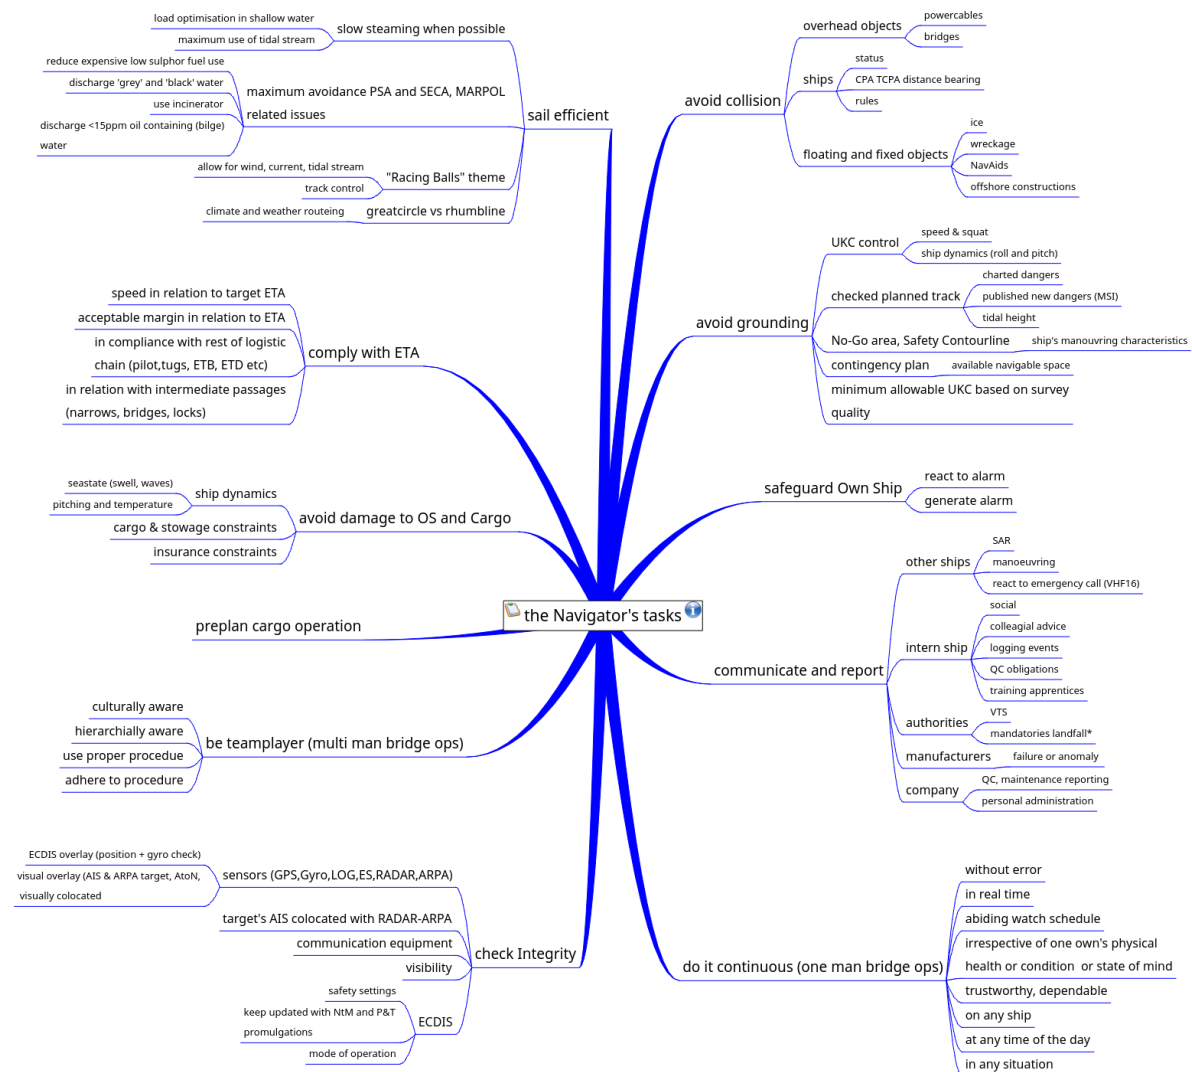 the Navigator's tasks
sail efficient
slow steaming when possible
load optimisation in shallow water
maximum use of tidal stream
maximum avoidance PSA and SECA, MARPOL
related issues
reduce expensive low sulphor fuel use
discharge 'grey' and 'black' water
use incinerator
discharge <15ppm oil containing (bilge)
water
"Racing Balls" theme
allow for wind, current, tidal stream
track control
greatcircle vs rhumbline
climate and weather routeing
comply with ETA
speed in relation to target ETA
acceptable margin in relation to ETA
in compliance with rest of logistic
chain (pilot,tugs, ETB, ETD etc)
in relation with intermediate passages
(narrows, bridges, locks)
avoid damage to OS and Cargo
ship dynamics
seastate (swell, waves)
pitching and temperature
cargo & stowage constraints
insurance constraints
preplan cargo operation
be teamplayer (multi man bridge ops)
culturally aware
hierarchially aware
use proper procedue
adhere to procedure
check Integrity
sensors (GPS,Gyro,LOG,ES,RADAR,ARPA)
ECDIS overlay (position + gyro check)
visual overlay (AIS & ARPA target, AtoN,
visually colocated
target's AIS colocated with RADAR-ARPA
communication equipment
visibility
ECDIS
safety settings
keep updated with NtM and P&T
promulgations
mode of operation
avoid collision
overhead objects
powercables
bridges
ships
status
CPA TCPA distance bearing
rules
floating and fixed objects
ice
wreckage
NavAids
offshore constructions
avoid grounding
UKC control
speed & squat
ship dynamics (roll and pitch)
checked planned track
charted dangers
published new dangers (MSI)
tidal height
No-Go area, Safety Contourline
ship's manouvring characteristics
contingency plan
available navigable space
minimum allowable UKC based on survey
quality
safeguard Own Ship
react to alarm
generate alarm
communicate and report
other ships
SAR
manoeuvring
react to emergency call (VHF16)
intern ship
social
colleagial advice
logging events
QC obligations
training apprentices
authorities
VTS
mandatories landfall*
manufacturers
failure or anomaly
company
QC, maintenance reporting
personal administration
do it continuous (one man bridge ops)
without error
in real time
abiding watch schedule
irrespective of one own's physical
health or condition  or state of mind
trustworthy, dependable
on any ship
at any time of the day
in any situation